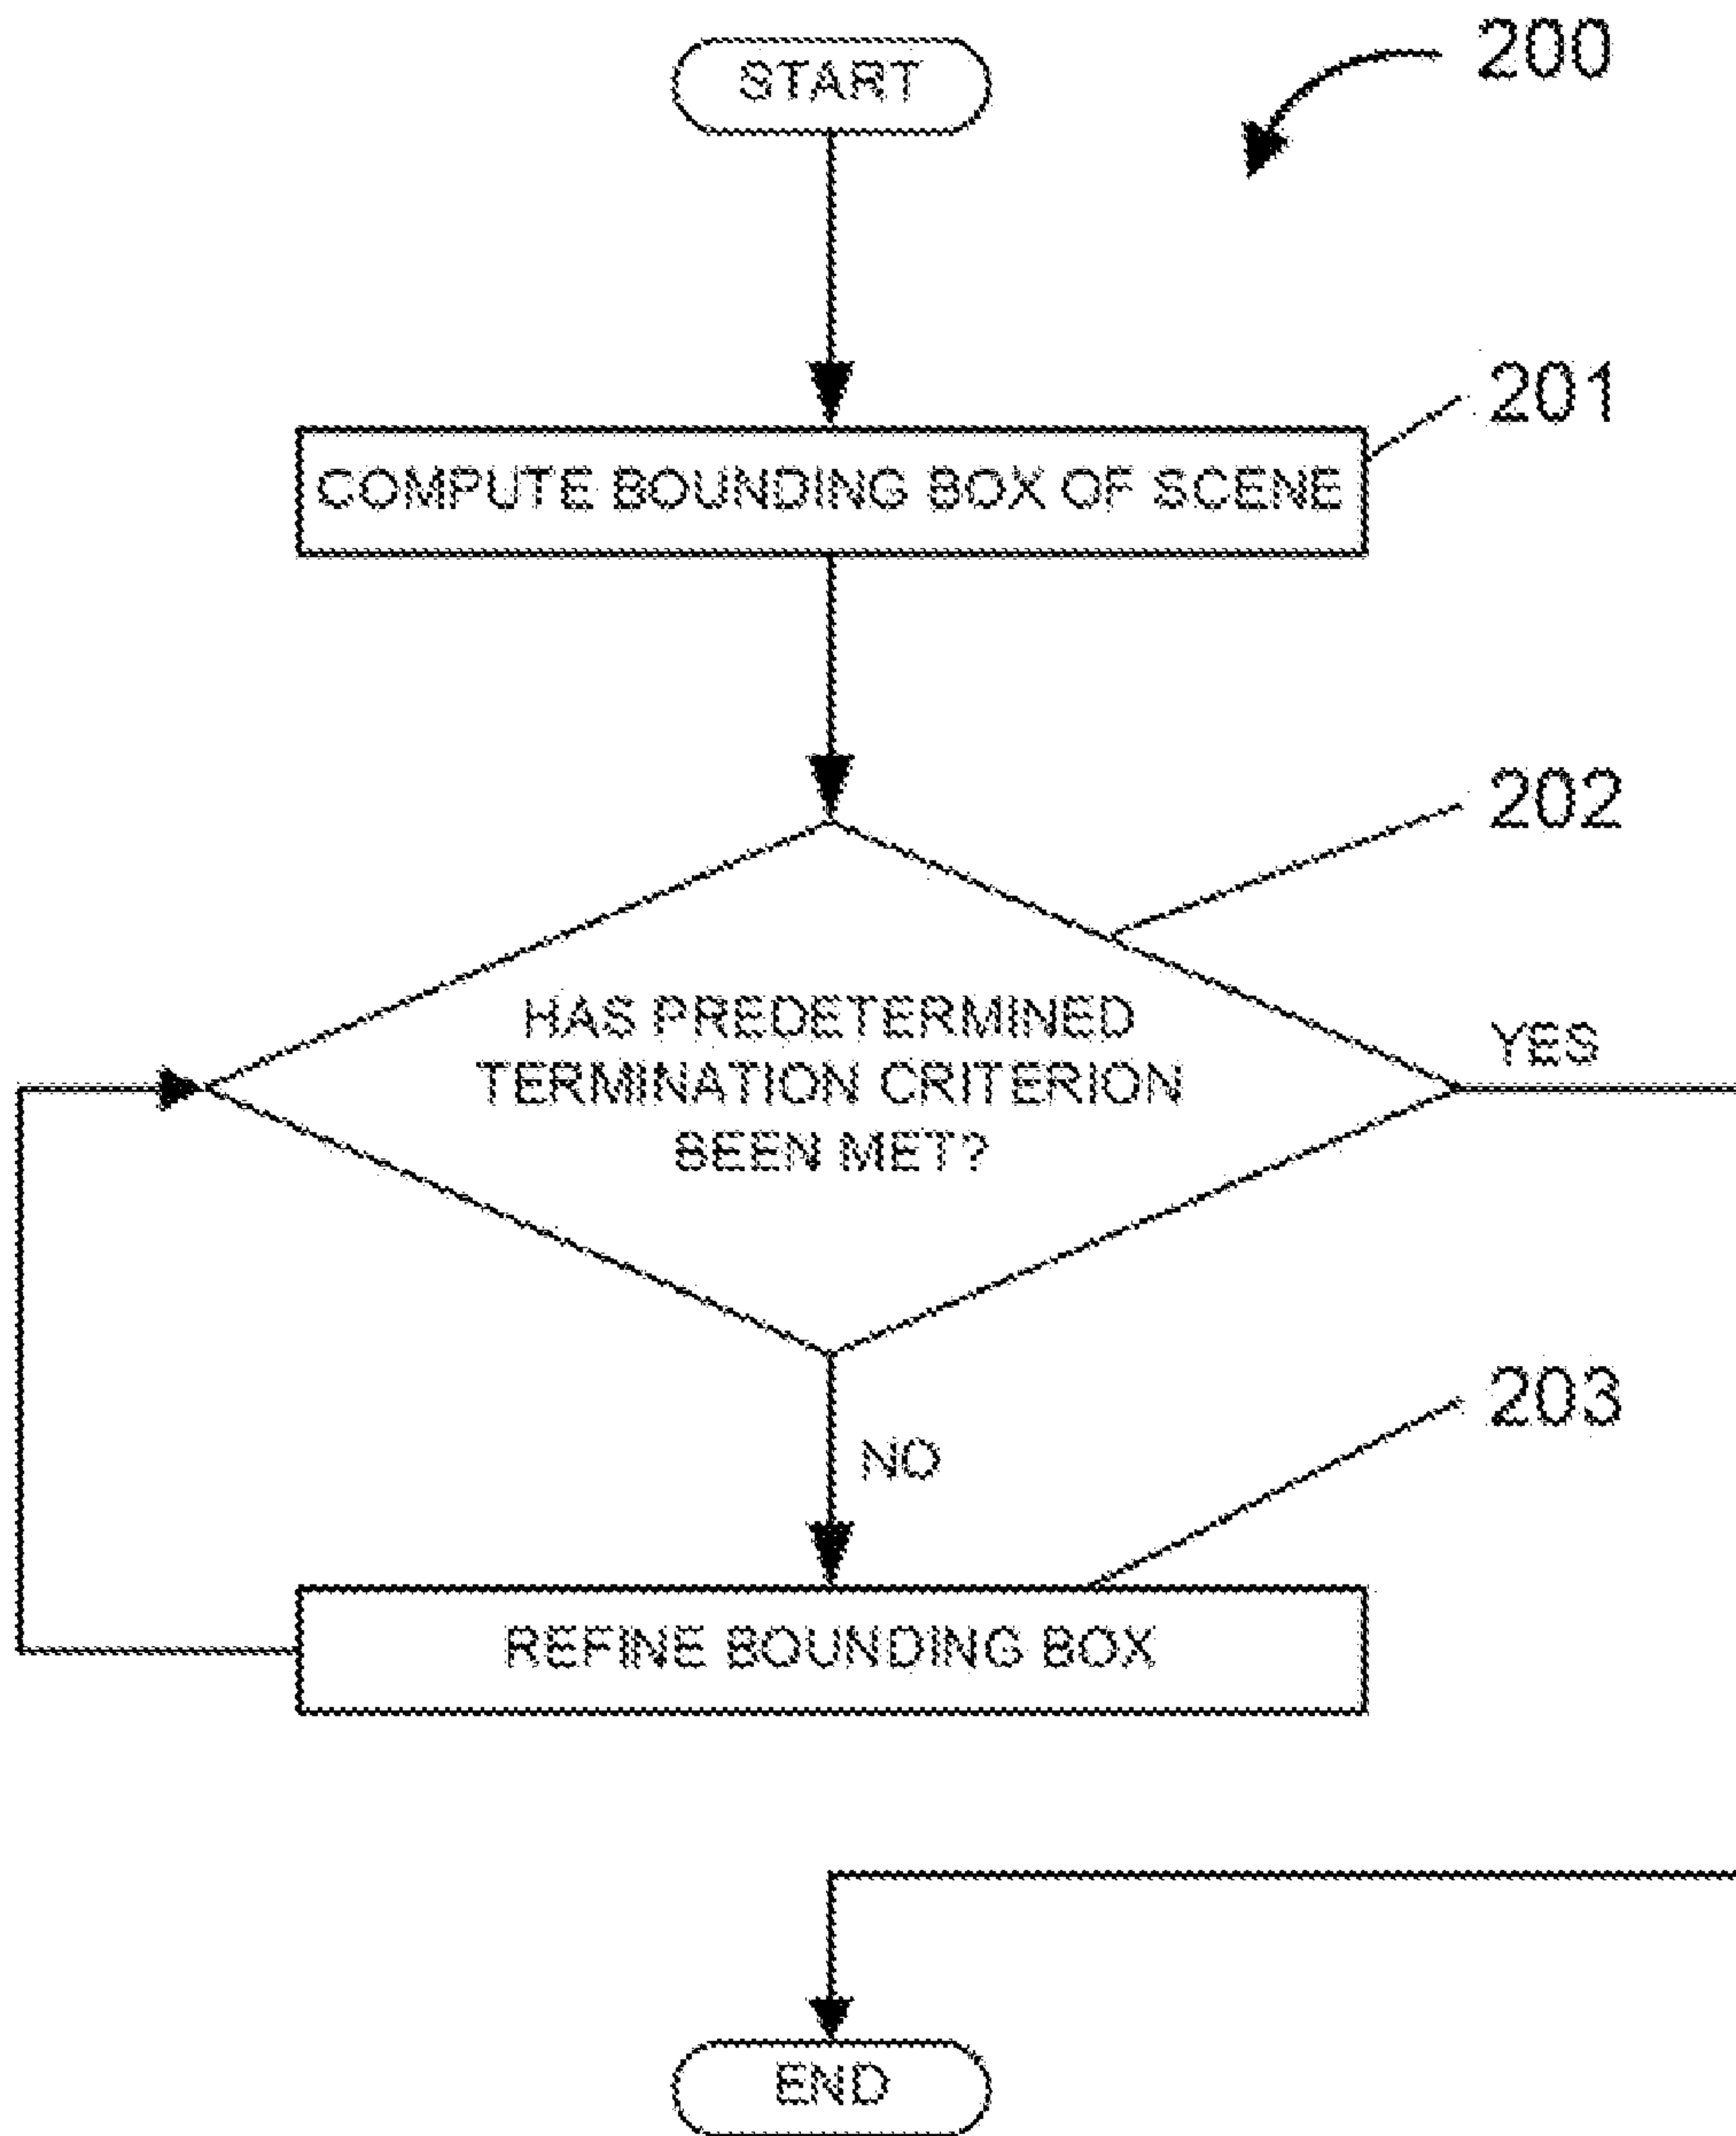 START
200
201
COMPUTE BOUNDING BOX OF SCENE
202
HAS PREDETERMINED
TERMINATION CRITERION
BEEN MET?
YES
203
NO
REFINE BOUNDING BOX
END